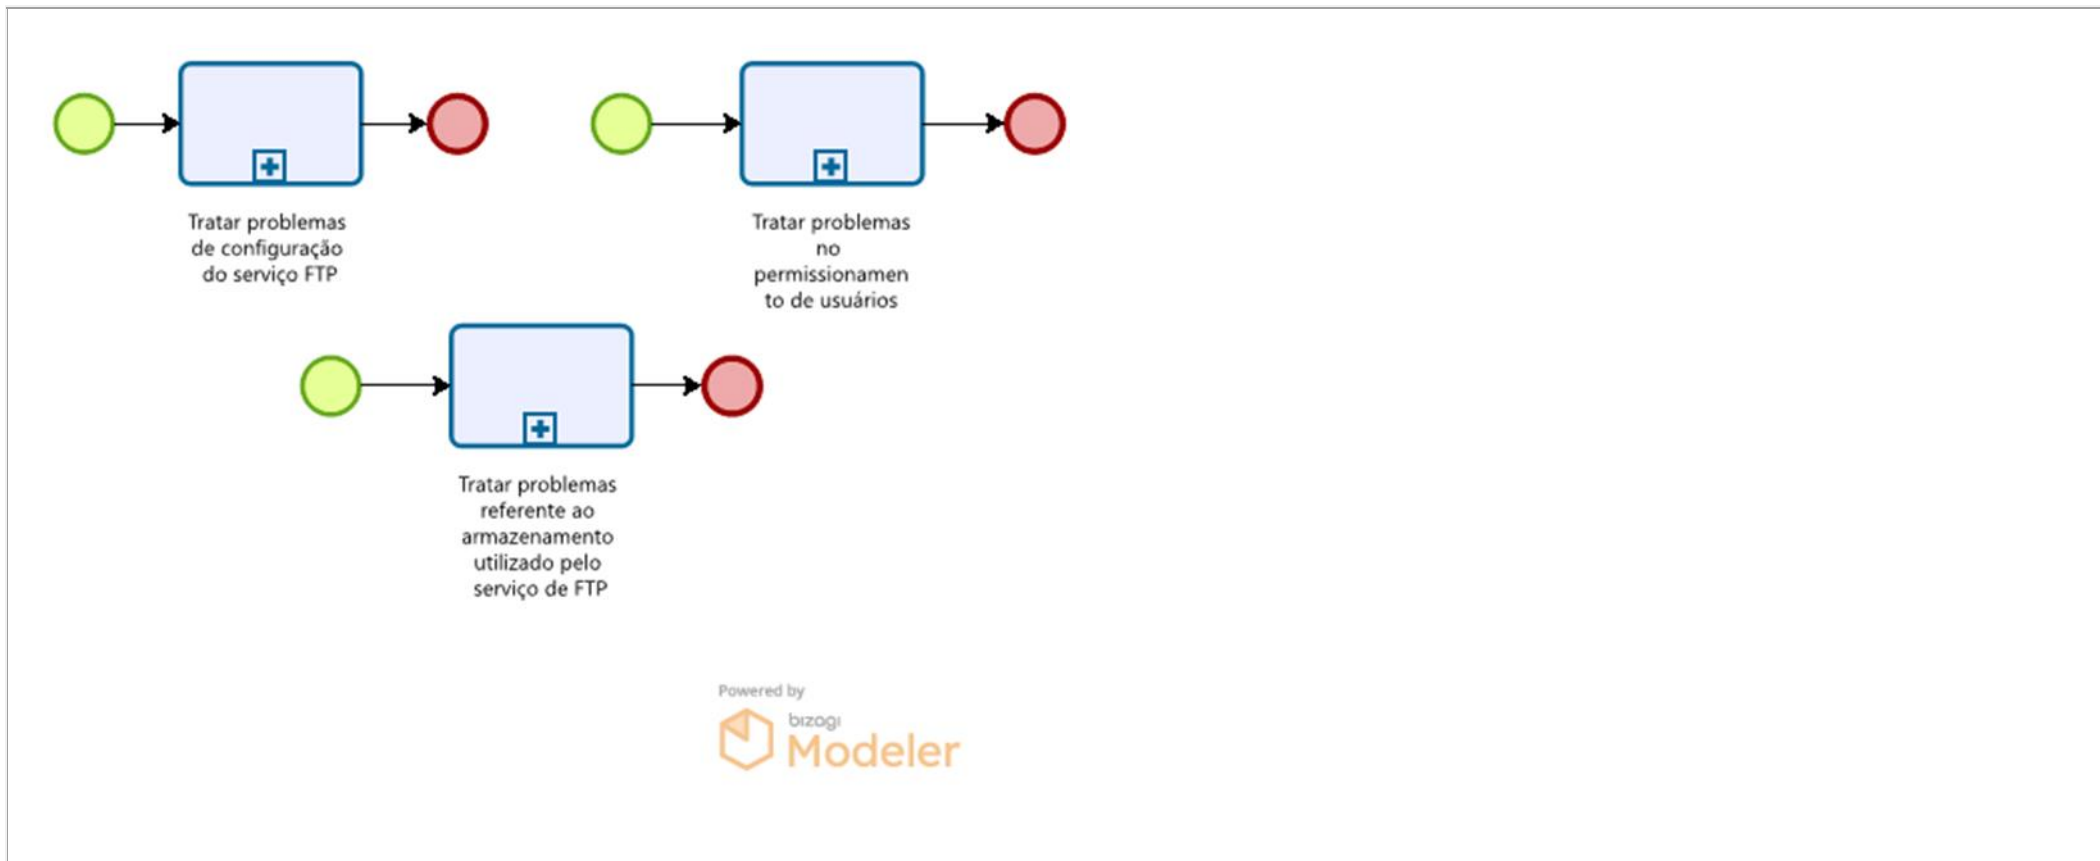 Tratar problemas
de configuração
do serviço FTP
Tratar problemas
no
permissionamen
to de usuários
Tratar problemas
referente ao
armazenamento
utilizado pelo
serviço de FTP
Powered by
bizagi
Modeler